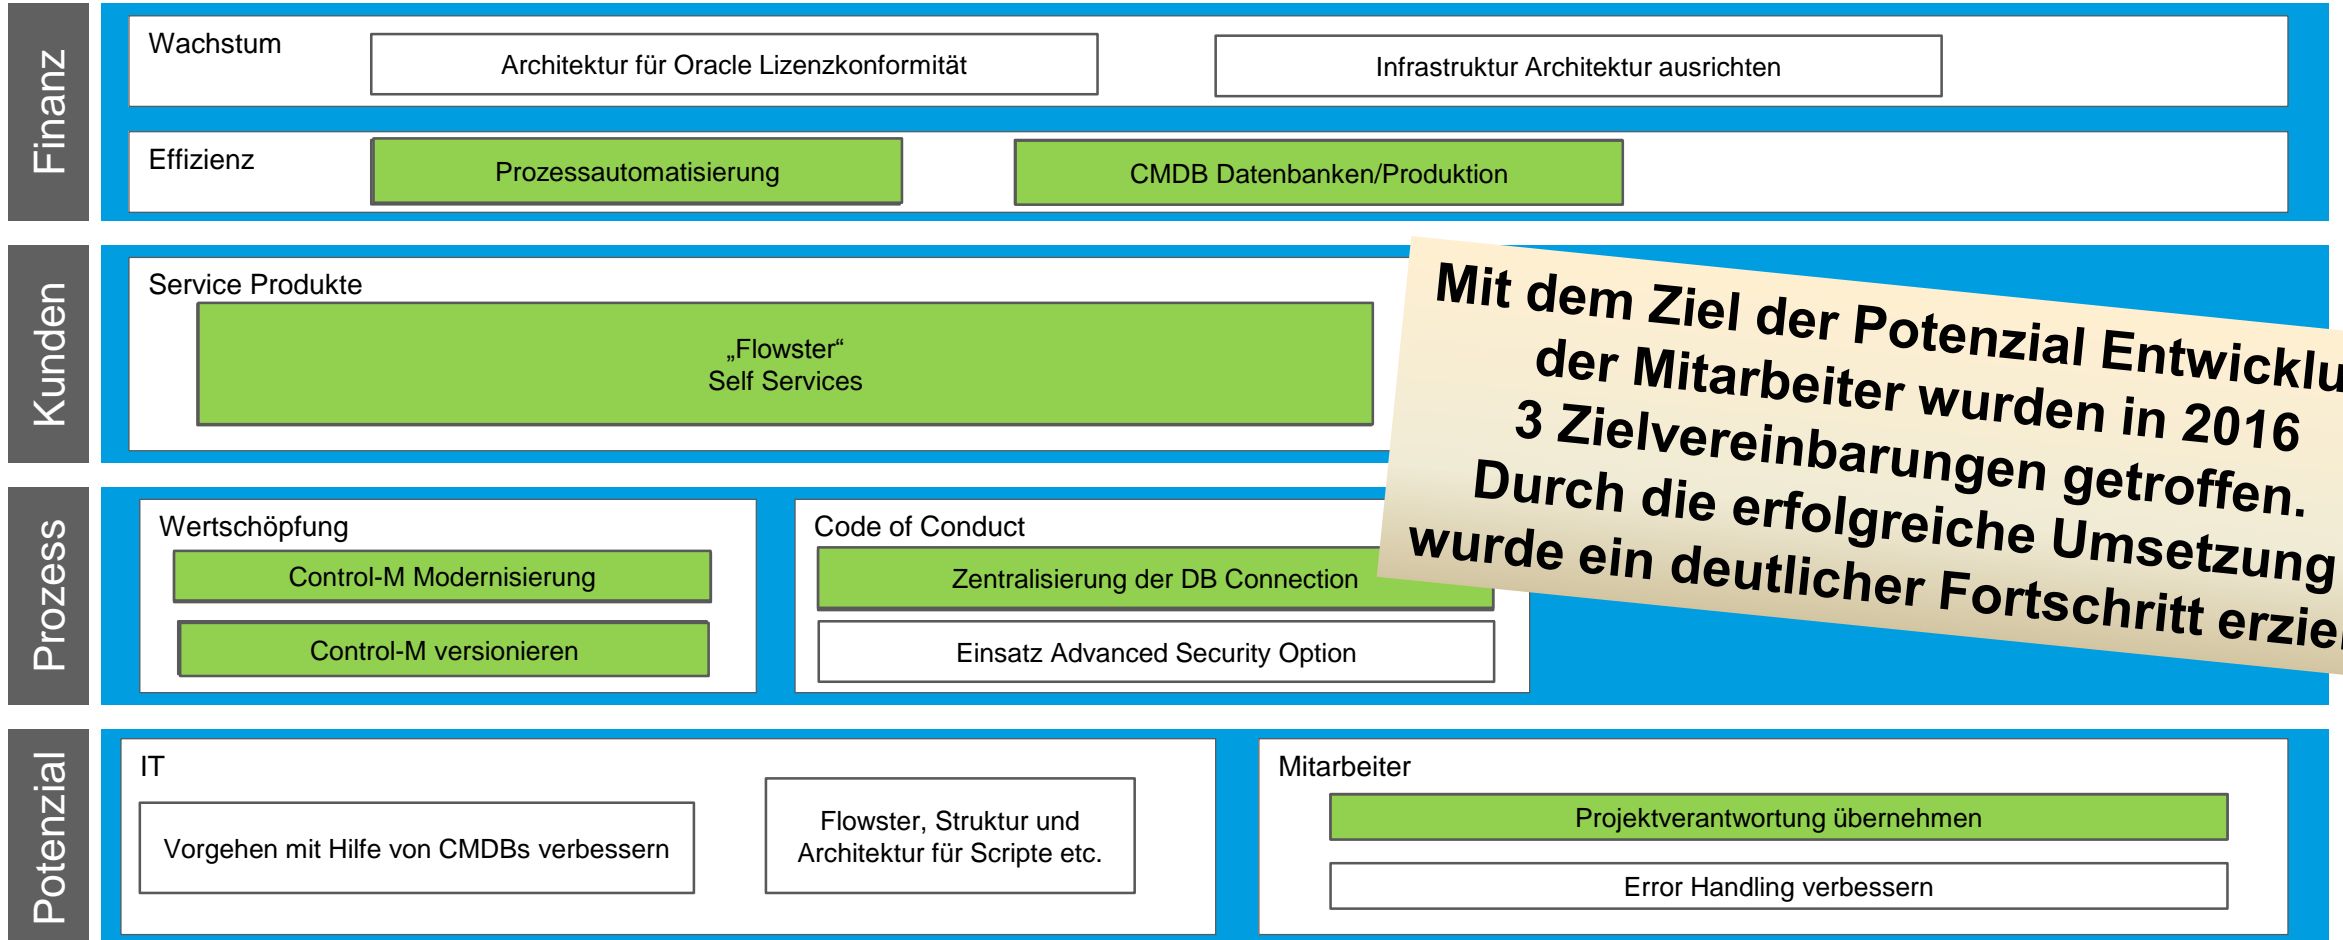 Finanz
Wachstum
Architektur für Oracle Lizenzkonformität
Infrastruktur Architektur ausrichten
Effizienz
Prozessautomatisierung
CMDB Datenbanken/Produktion
Kunden
Service Produkte
„Flowster“
Self Services
Mit dem Ziel der Potenzial
der Mitarbeiter wurden in 2016
3 Zielvereinbarungen getroffen.
Durch die erfolgreiche Umsetzung
wurde ein deutlicher Fortschritt
Prozess
Wertschöpfung
Control-M Modernisierung
Control-M versionieren
Code of Conduct
Zentralisierung der DB Connection
Einsatz Advanced Security Option
Potenzial
IT
Vorgehen mit Hilfe von CMDBs verbessern
Flowster, Struktur und
Architektur für Scripte etc.
Mitarbeiter
Projektverantwortung übernehmen
Error Handling verbessern